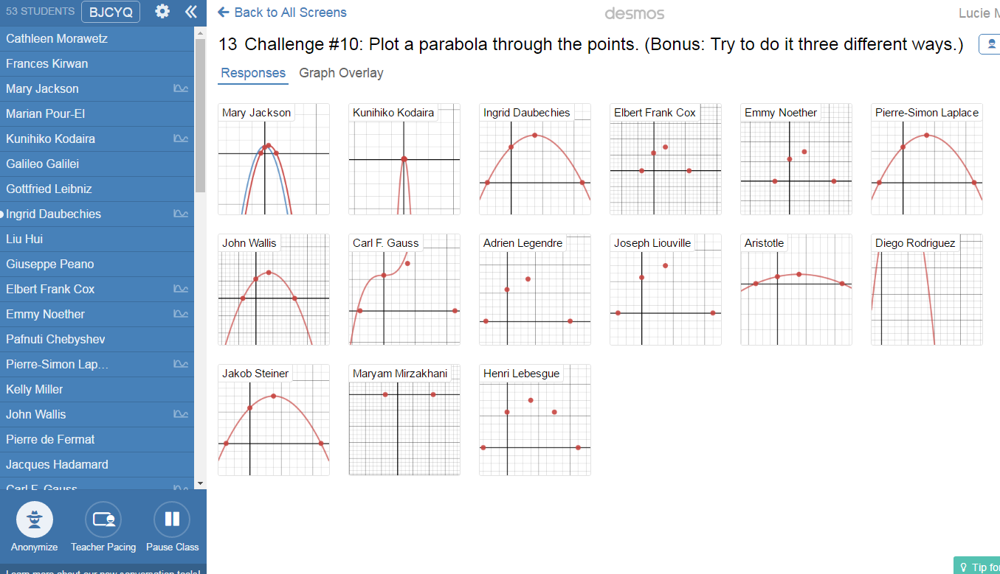 53 STUDENTS BJCYQ
Cathleen Morawetz
Frances Kirwan
Mary Jackson
Marian Pour-El
Kunihiko Kodaira
Galileo Galilei
Gottfried Leibniz
Ingrid Daubechies
Liu Hui
Giuseppe Peano
Elbert Frank Cox
Emmy Noether
Pafnuti Chebyshev
Pierre-Simon Lap...
Kelly Miller
John Wallis
Pierre de Fermat
Jacques Hadamard
Carl F. Gauss
Anonymize Teacher Pacing Pause Class
Learn more about our new conversation tools!
Back to All Screens desmos Lucie M
13 Challenge #10: Plot a parabola through the points. (Bonus: Try to do it three different ways.)
Responses Graph Overlay
Mary Jackson Kunihiko Kodaira Ingrid Daubechies Elbert Frank Cox Emmy Noether Pierre-Simon Laplace
John Wallis Carl F. Gauss Adrien Legendre Joseph Liouville Aristotle Diego Rodriguez
Jakob Steiner Maryam Mirzakhani Henri Lebesgue
Tip for